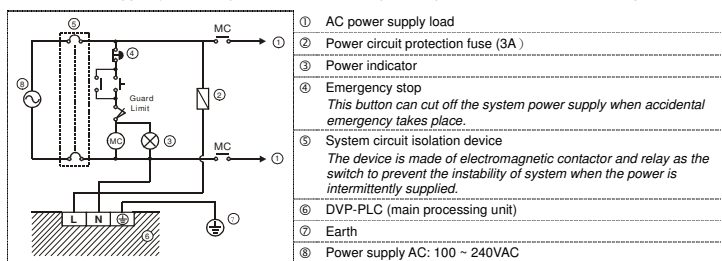 ⑤
MC
① AC power supply load
①
② Power circuit protection fuse (3A)
④
③ Power indicator
⑧
②
④ Emergency stop
Guard
Limit
This button can cut off the system power supply when accidental
emergency takes place.
MC
③
MC
⑤ System circuit isolation device
①
The device is made of electromagnetic contactor and relay as the
switch to prevent the instability of system when the power is
intermittently supplied.
L N
⑥ DVP-PLC (main processing unit)
⑥
⑦
⑦ Earth
⑧ Power supply AC: 100 ~ 240VAC